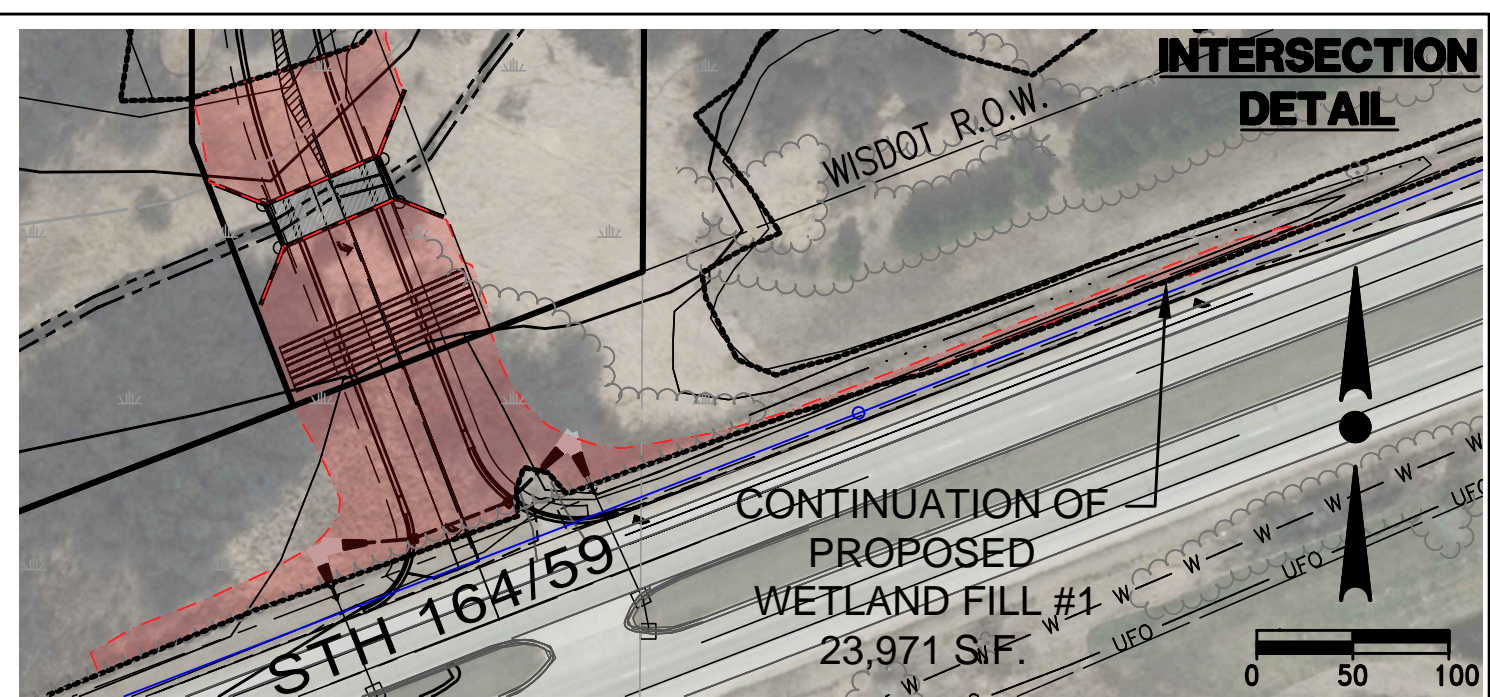 INTERSECTION
DETAIL
WISDOT R.O.W.
CONTINUATION OF
PROPOSED
WETLAND FILL #1
23,971 S.F.
STH 164/59
W
W
W
W
W
W
W
W
UFO
UFO
UFO
0 50 100